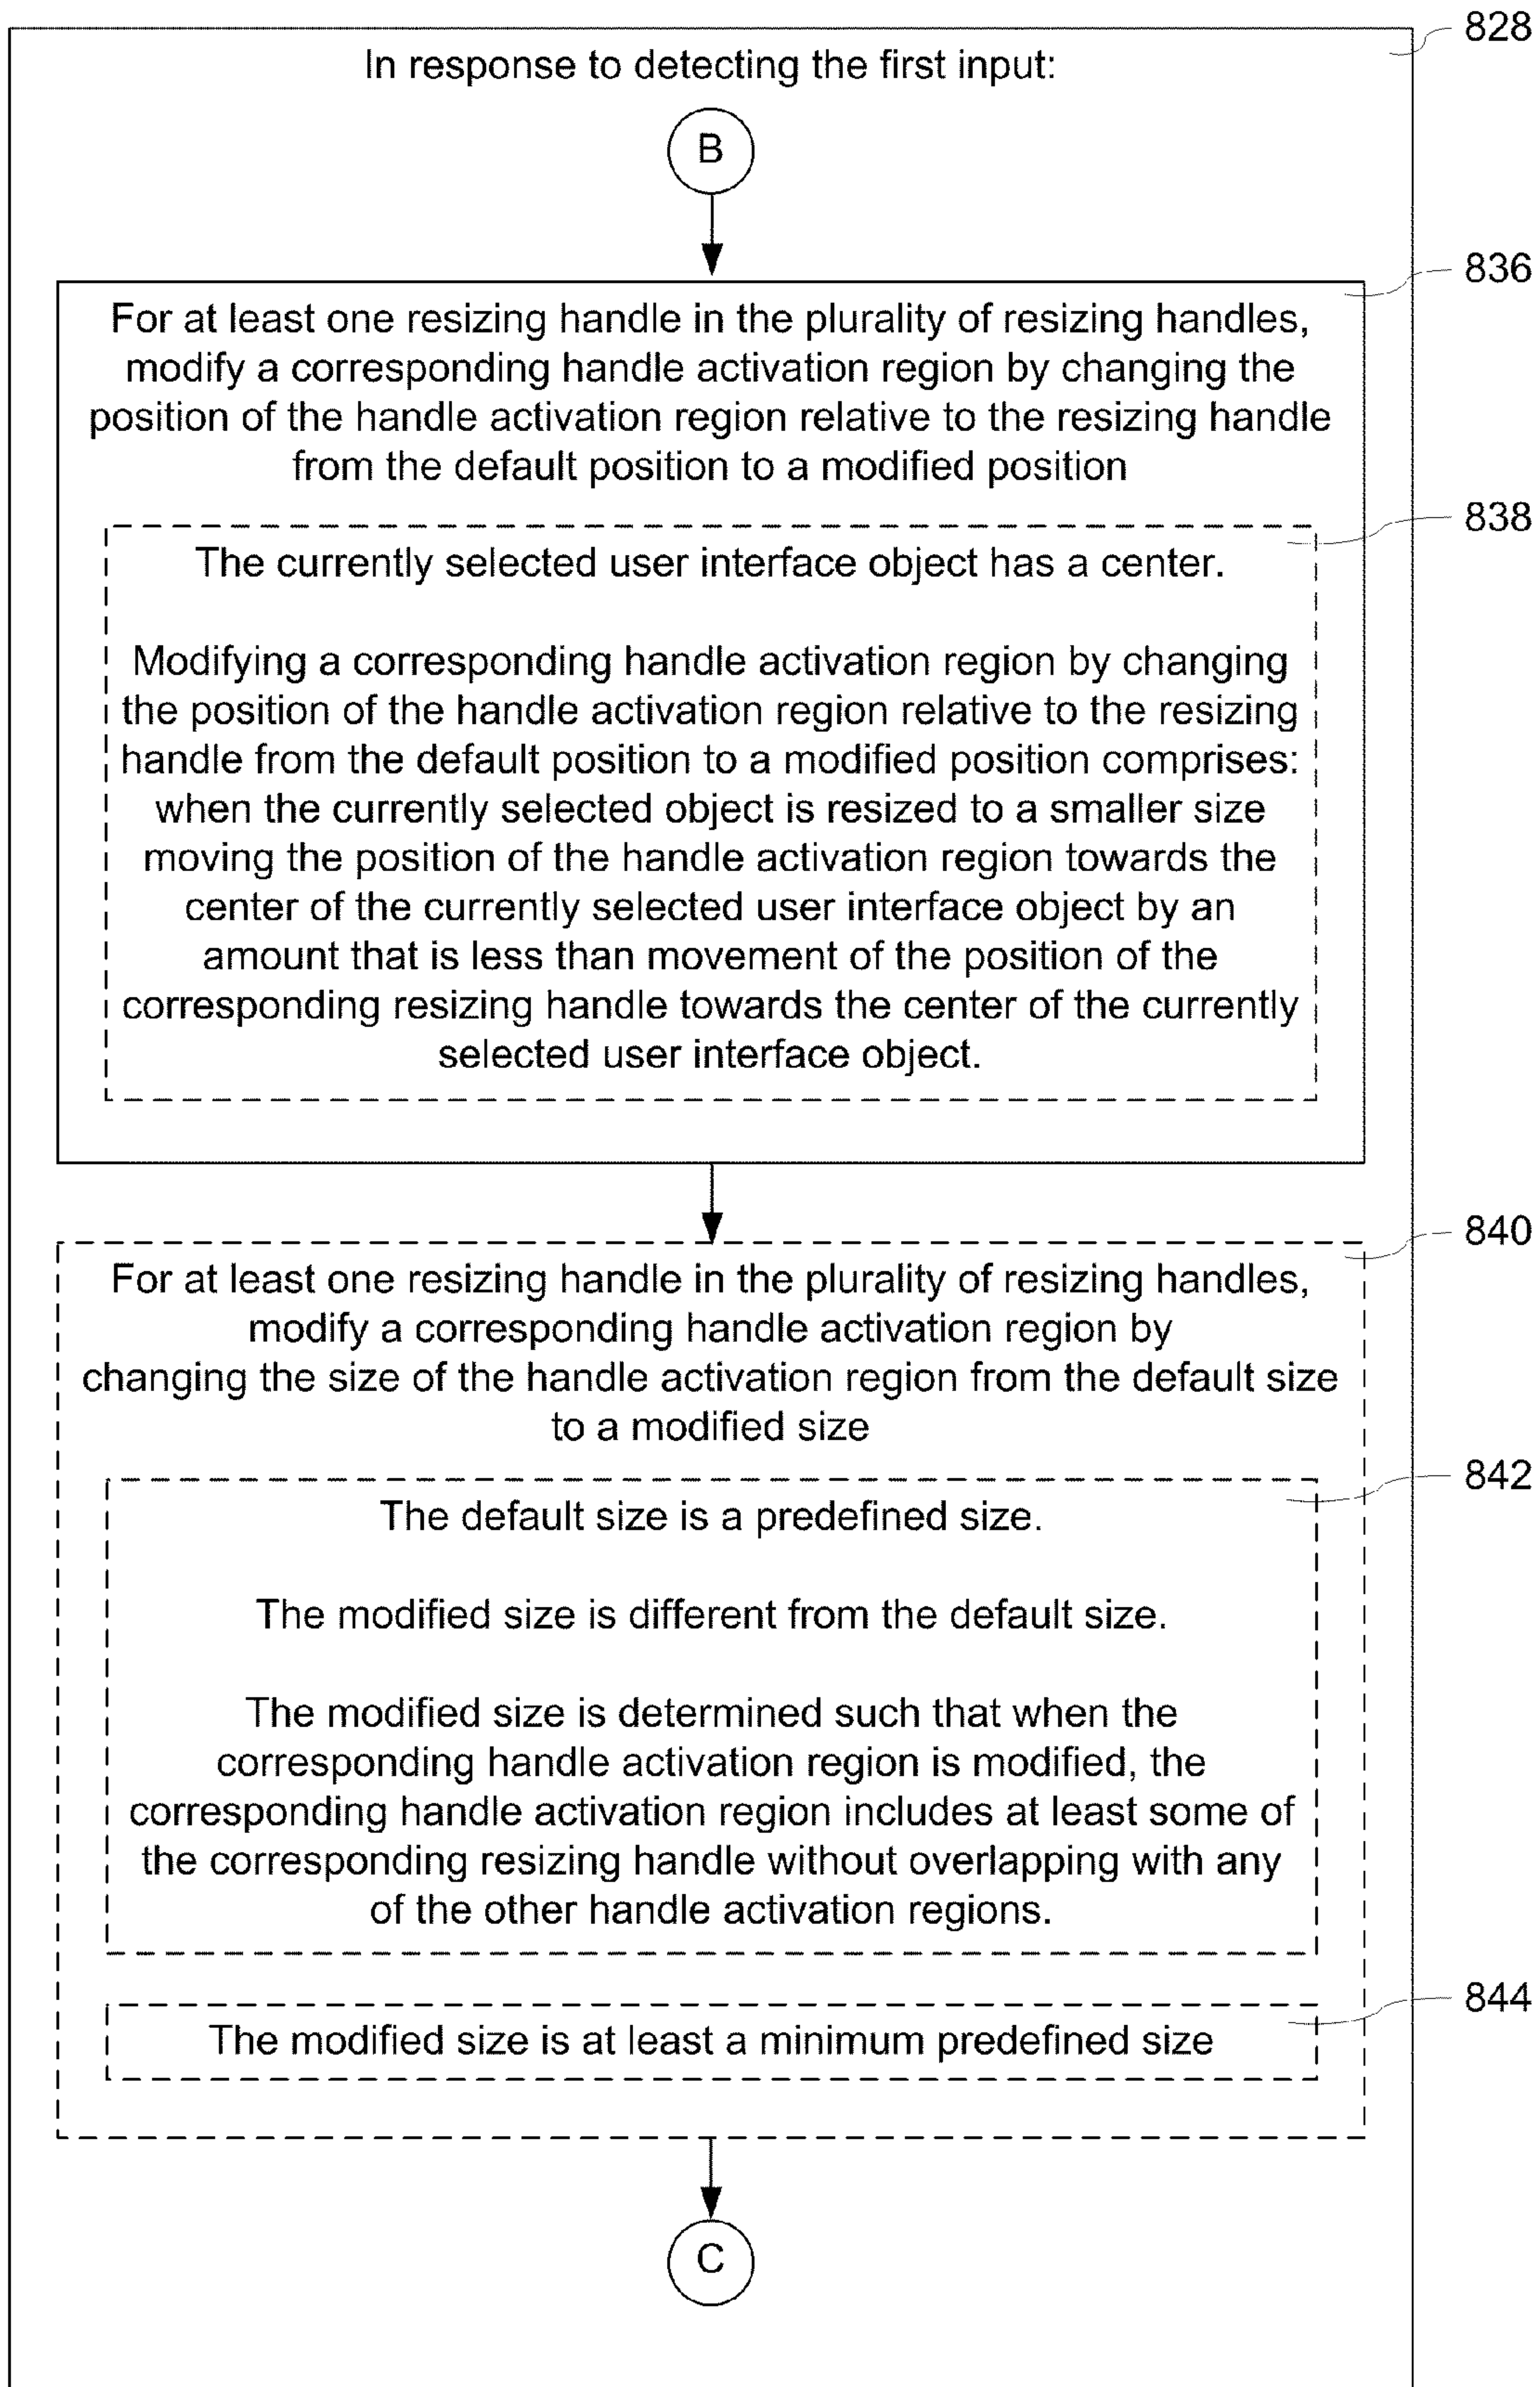 828
In response to detecting the first input:
B
836
For at least one resizing handle in the plurality of resizing handles,
modify a corresponding handle activation region by changing the
position of the handle activation region relative to the resizing handle
from the default position to a modified position
838
The currently selected user interface object has a center.
Modifying a corresponding handle activation region by changing
the position of the handle activation region relative to the resizing
handle from the default position to a modified position comprises:
when the currently selected object is resized to a smaller size
moving the position of the handle activation region towards the
center of the currently selected user interface object by an
amount that is less than movement of the position of the
corresponding resizing handle towards the center of the currently
selected user interface object.
840
For at least one resizing handle in the plurality of resizing handles,
modify a corresponding handle activation region by
changing the size of the handle activation region from the default size
to a modified size
842
The default size is a predefined size.
The modified size is different from the default size.
The modified size is determined such that when the
corresponding handle activation region is modified, the
corresponding handle activation region includes at least some of
the corresponding resizing handle without overlapping with any
of the other handle activation regions.
844
The modified size is at least a minimum predefined size
C